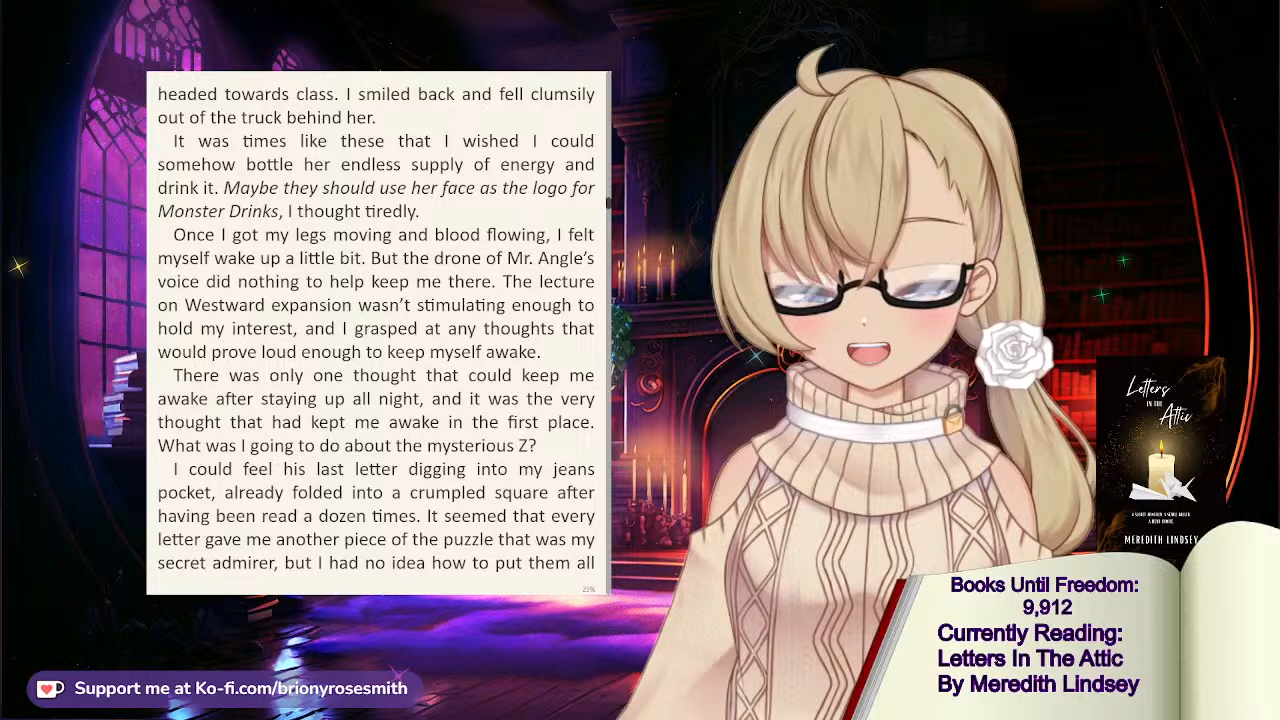 headed towards class. I smiled back and fell clumsily
out of the truck behind her.
It was times like these that I wished I could
somehow bottle her endless supply of energy and
drink it. Maybe they should use her face as the logo for
Monster Drinks, I thought tiredly.
Once I got my legs moving and blood flowing, I felt
myself wake up a little bit. But the drone of Mr. Angle’s
voice did nothing to help keep me there. The lecture
on Westward expansion wasn’t stimulating enough to
hold my interest, and I grasped at any thoughts that
would prove loud enough to keep myself awake.
There was only one thought that could keep me
awake after staying up all night, and it was the very
thought that had kept me awake in the first place.
What was I going to do about the mysterious Z?
I could feel his last letter digging into my jeans
pocket, already folded into a crumpled square after
having been read a dozen times. It seemed that every
letter gave me another piece of the puzzle that was my
secret admirer, but I had no idea how to put them all
23%
Letters
IN THE
Attic
A SECRET ADMIRER. A SERIAL KILLER.
MEREDITH LINDSEY
Books Until Freedom:
9,912
Currently Reading:
Letters In The Attic
By Meredith Lindsey
Support me at Ko-fi.com/brionyrosesmith